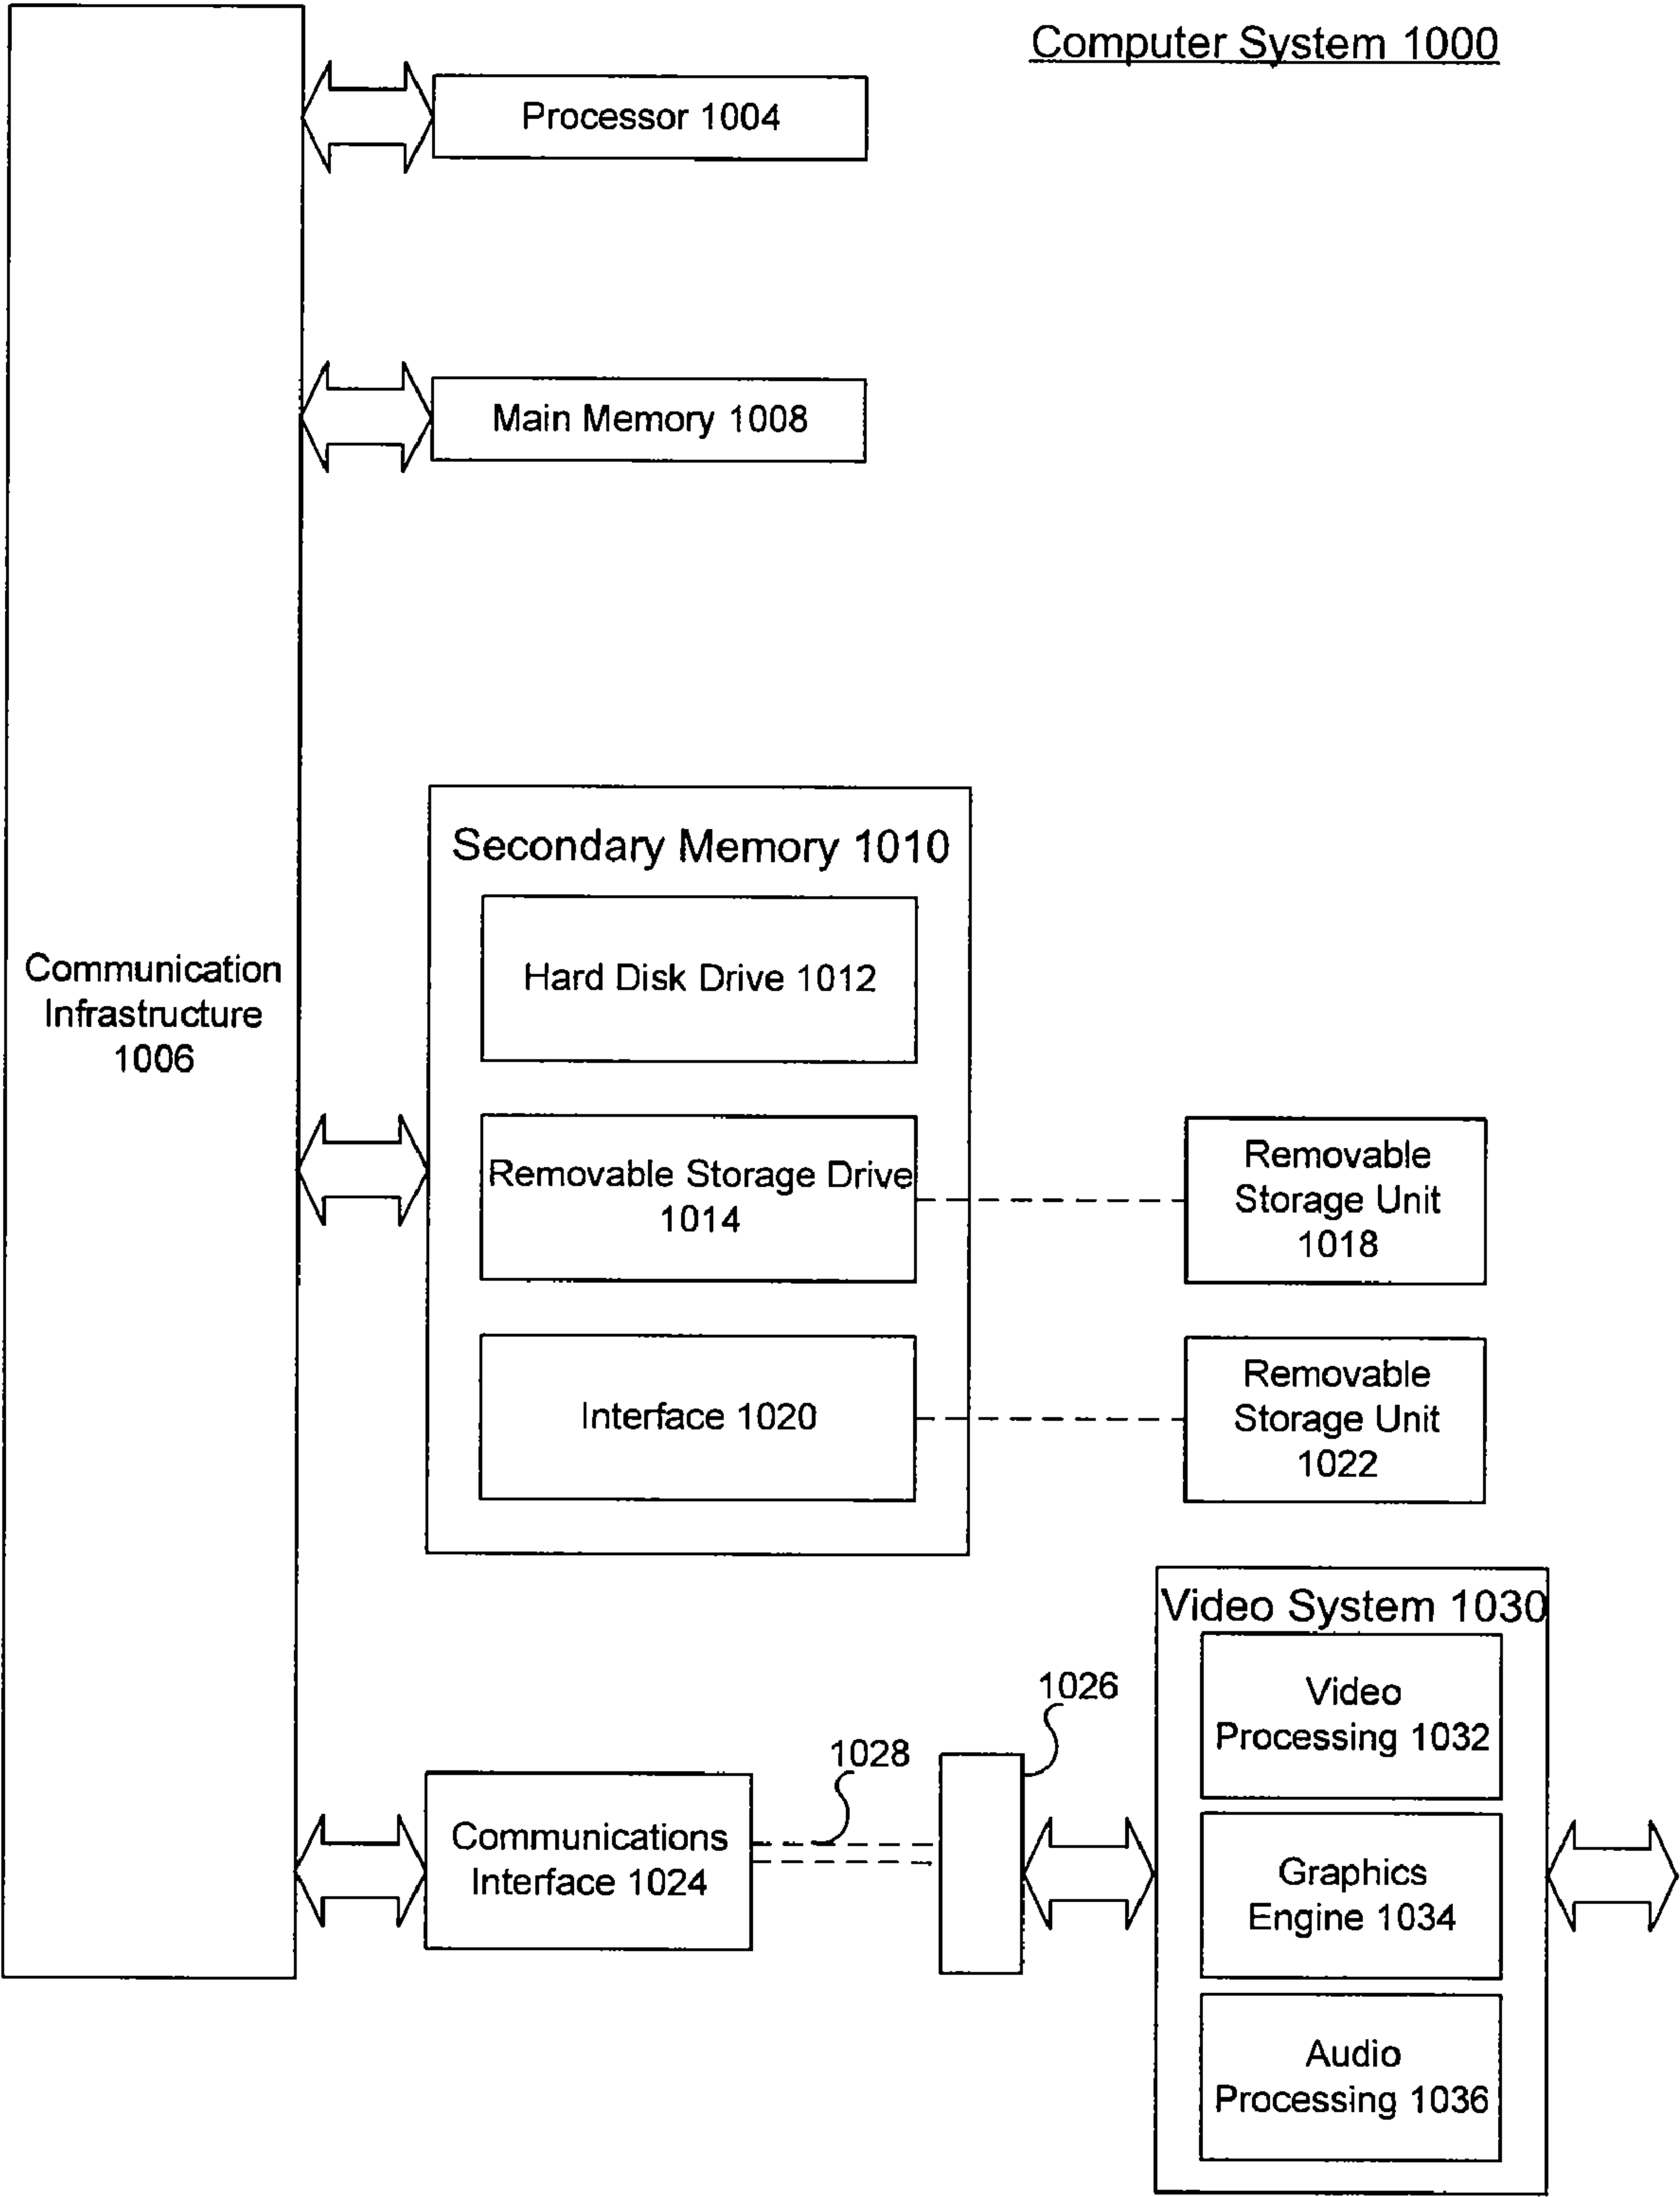 Computer System 1000
Processor 1004
Main Memory 1008
Communication
Infrastructure
1006
Secondary Memory 1010
Hard Disk Drive 1012
Removable Storage Drive
1014
Interface 1020
Removable
Storage Unit
1018
Removable
Storage Unit
1022
Communications
Interface 1024
1028
1026
Video System 1030
Video
Processing 1032
Graphics
Engine 1034
Audio
Processing 1036